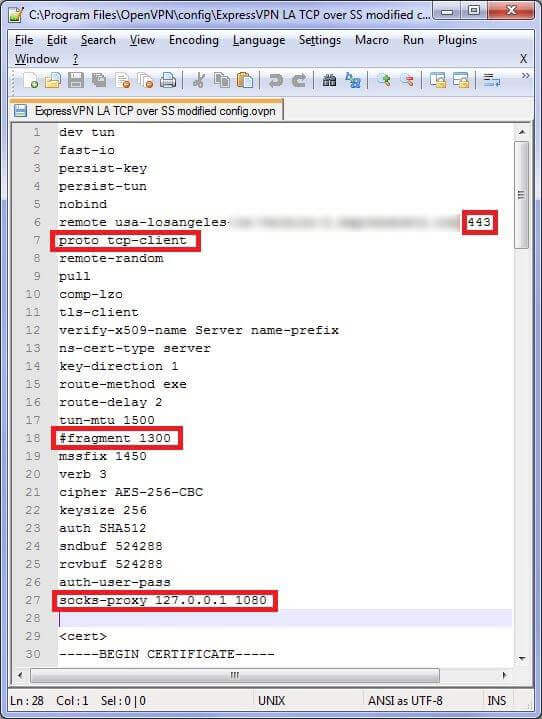 C:\Program Files\OpenVPN\config\ExpressVPN LA TCP over SS modified c...
File Edit Search View Encoding Language Settings Macro Run Plugins
Window ? X
ExpressVPN LA TCP over SS modified config.ovpn
1 dev tun
2 fast-io
3 persist-key
4 persist-tun
5 nobind
6 remote usa-losangeles- 443
7 proto tcp-client
8 remote-random
9 pull
10 comp-lzo
11 tls-client
12 verify-x509-name Server name-prefix
13 ns-cert-type server
14 key-direction 1
15 route-method exe
16 route-delay 2
17 tun-mtu 1500
18 #fragment 1300
19 mssfix 1450
20 verb 3
21 cipher AES-256-CBC
22 keysize 256
23 auth SHA512
24 sndbuf 524288
25 rcvbuf 524288
26 auth-user-pass
27 socks-proxy 127.0.0.1 1080
28
29 <cert>
30 -----BEGIN CERTIFICATE-----
Ln : 28 Col : 1 Sel : 0 | 0 UNIX ANSI as UTF-8 INS